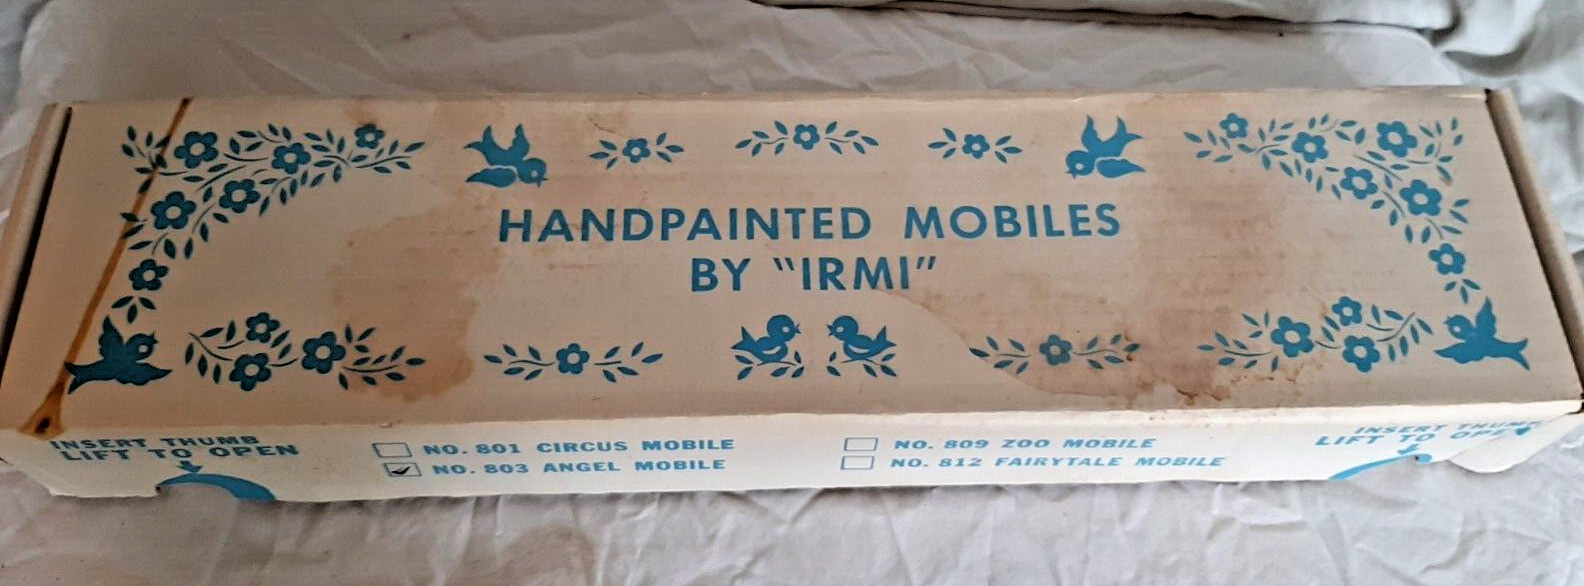 HANDPAINTED MOBILES
BY "IRMI"
INSERT THUMB
LIFT TO OPEN
NO. 801 CIRCUS MOBILE
NO. 803 ANGEL MOBILE
NO. 809 ZOO MOBILE
NO. 812 FAIRYTALE MOBILE
INSERT THUMB
LIFT TO OPEN